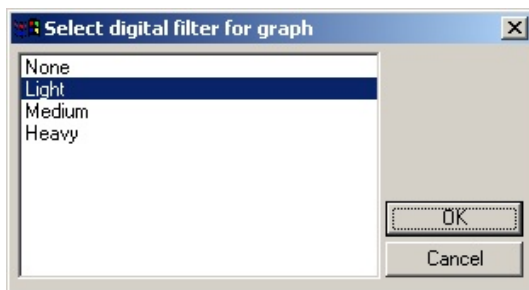 Select digital filter for graph
None
Light
Medium
Heavy
OK
Cancel